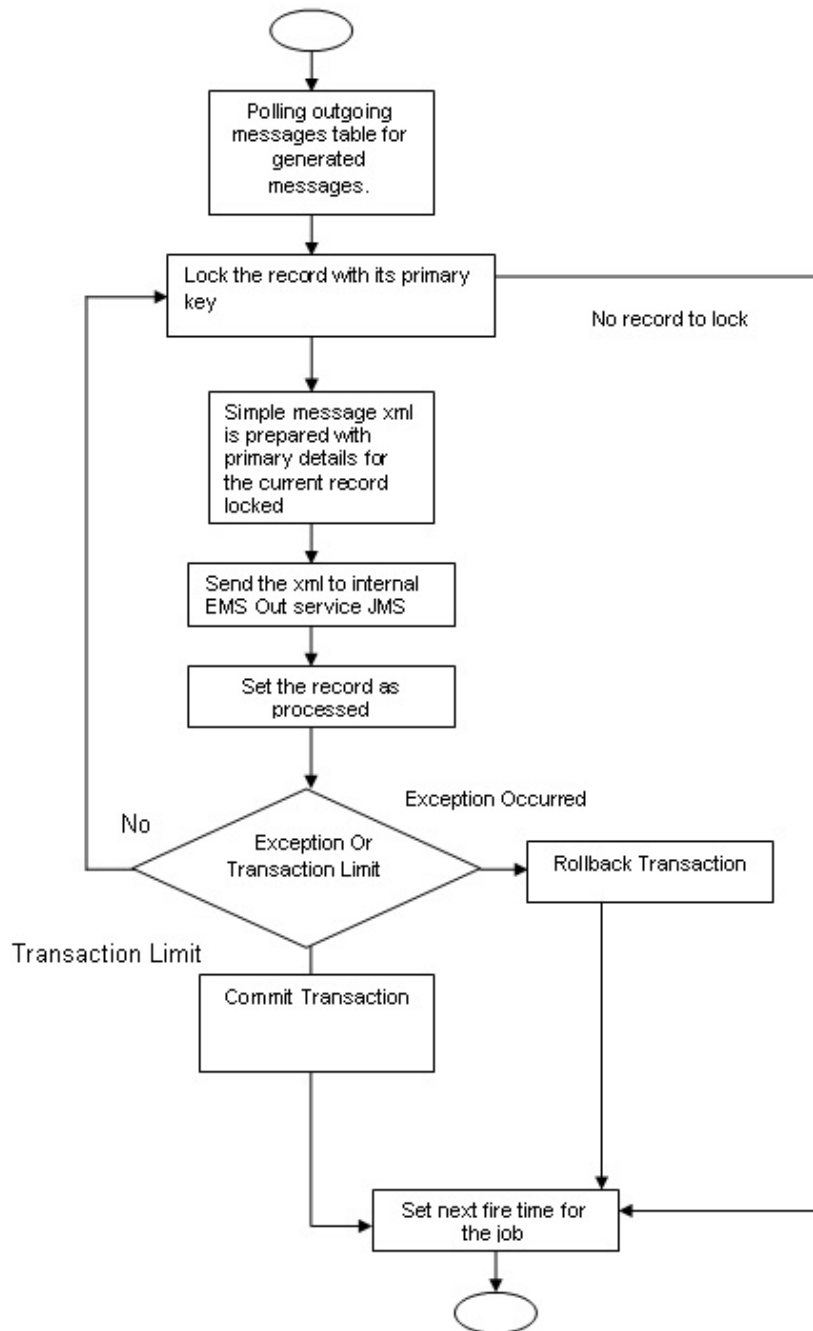 Polling outgoing
messages table for
generated
messages.
Lock the record with its primary
key
No record to lock
Simple message xml
is prepared with
primary details for
the current record
locked
Send the xml to internal
EMS Out service JMS
Set the record as
processed
Exception Occurred
No
Exception Or
Transaction Limit
Rollback Transaction
Transaction Limit
Commit Transaction
Set next fire time for
the job